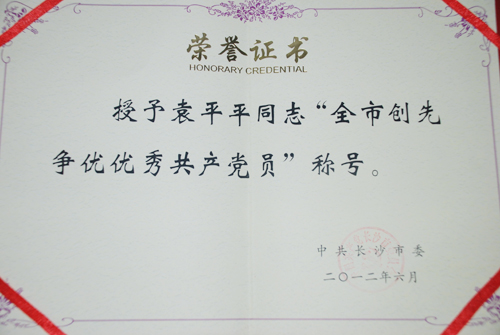 荣誉证书
HONORARY CREDENTIAL
授予袁平平同志“全市创先
争优优秀共产党员”称号。
中共长沙市委
二〇一二年六月